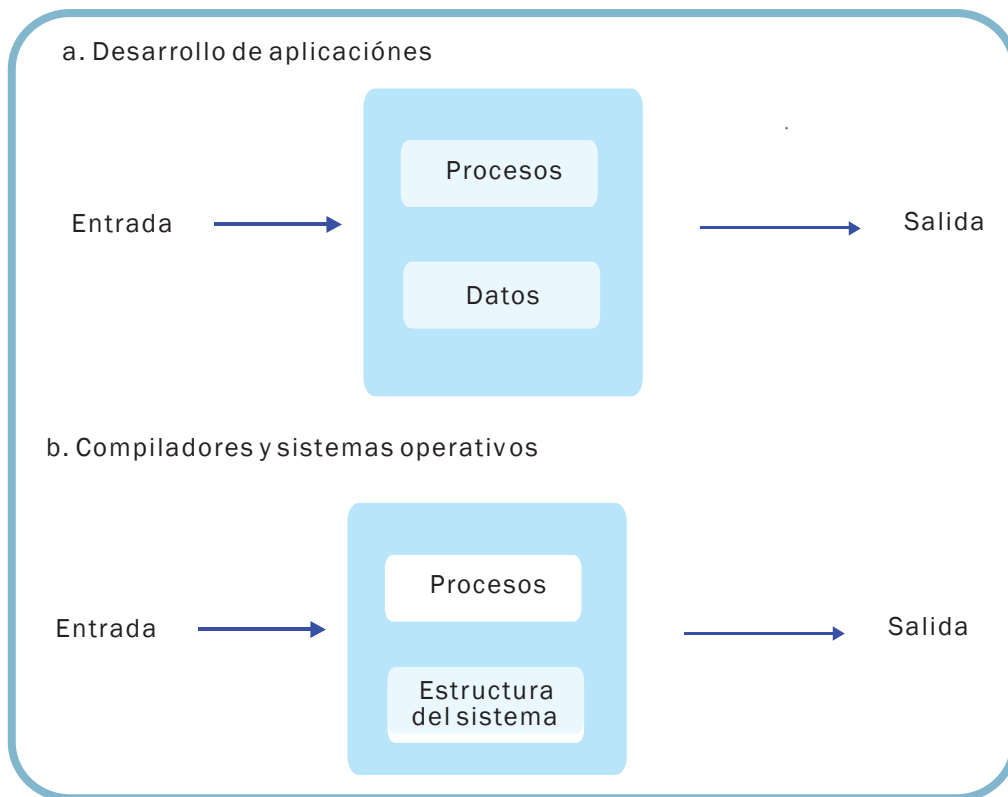 a. Desarrollo de aplicaciónes
Procesos
Entrada
Salida
Datos
b. Compiladores y sistemas operativos
Procesos
Entrada
Salida
Estructura
del sistema